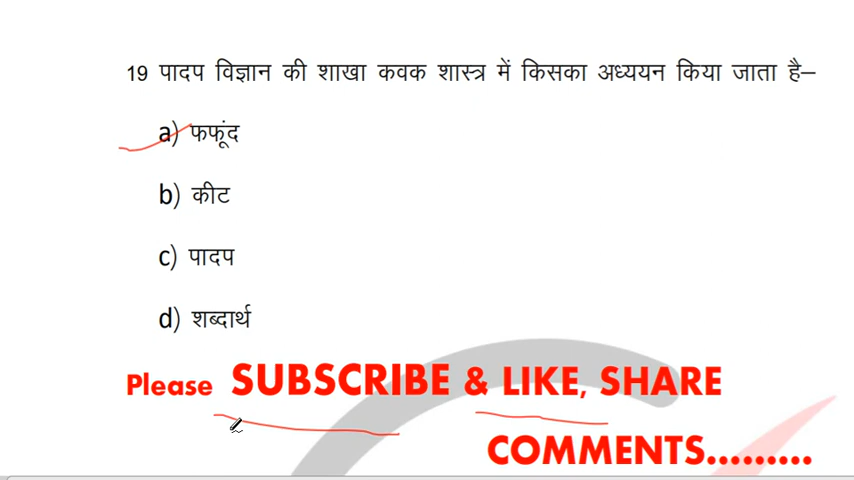 19 पादप विज्ञान की शाखा कवक शास्त्र में किसका अध्ययन किया जाता है–
a) फफूंद
b) कीट
c) पादप
d) शब्दार्थ
Please SUBSCRIBE & LIKE, SHARE
COMMENTS.........